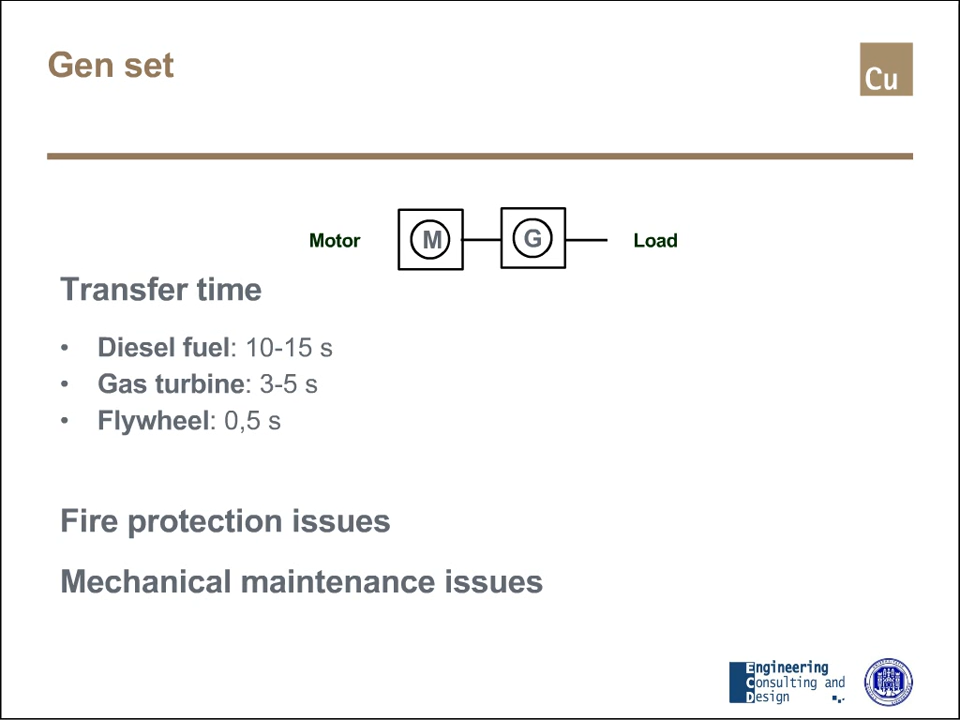 Gen set
Cu
Motor M G Load
Transfer time
• Diesel fuel: 10-15 s
• Gas turbine: 3-5 s
• Flywheel: 0,5 s
Fire protection issues
Mechanical maintenance issues
Engineering
Consulting and
Design